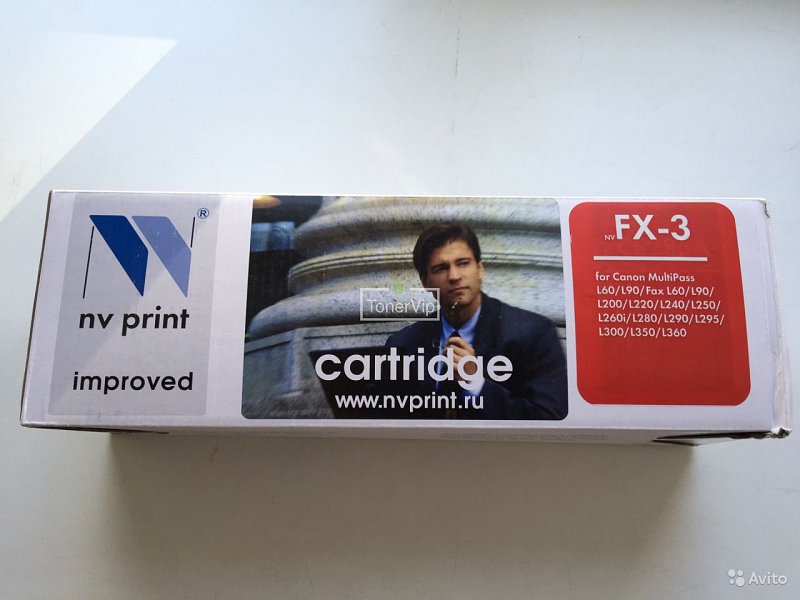 ®
nv print
improved
TonerVip
cartridge
www.nvprint.ru
NV FX-3
for Canon MultiPass
L60/L90/Fax L60/L90/
L200/L220/L240/L250/
L260i/L280/L290/L295/
L300/L350/L360
Avito